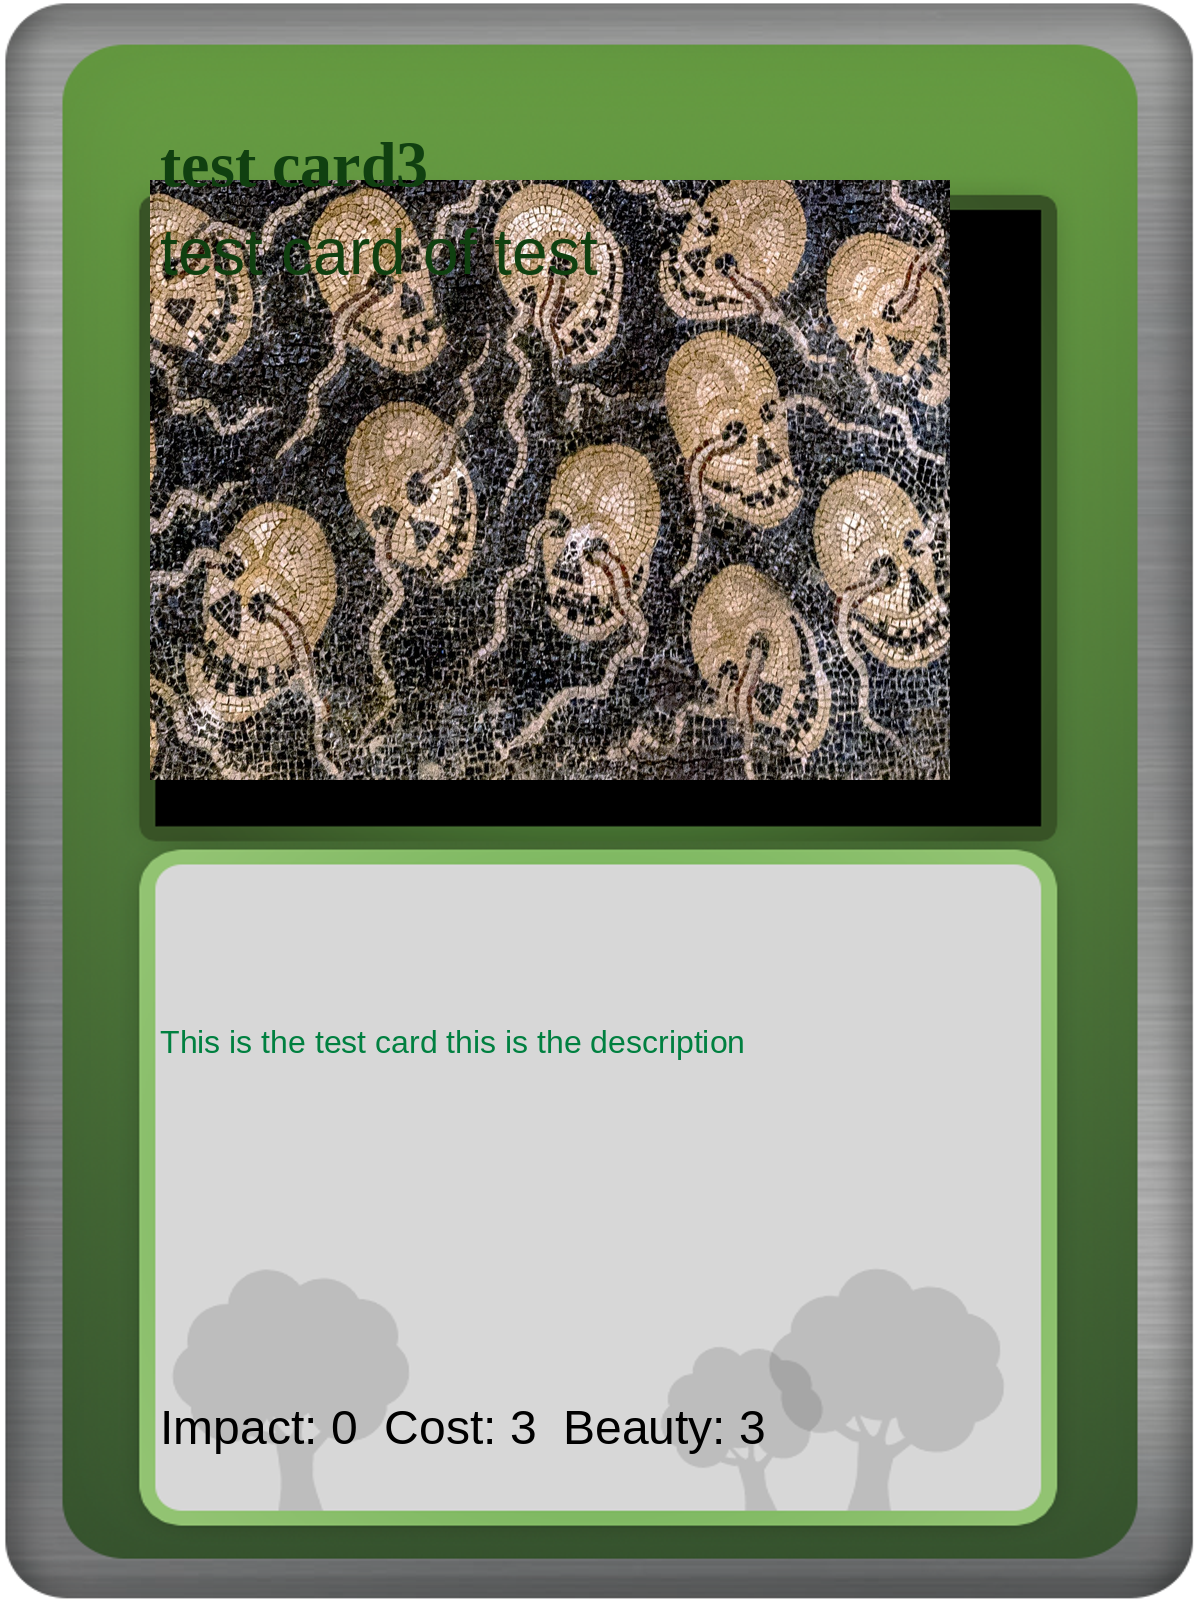 test card3
test card of test
This is the test card this is the description
Impact: 0  Cost: 3  Beauty: 3